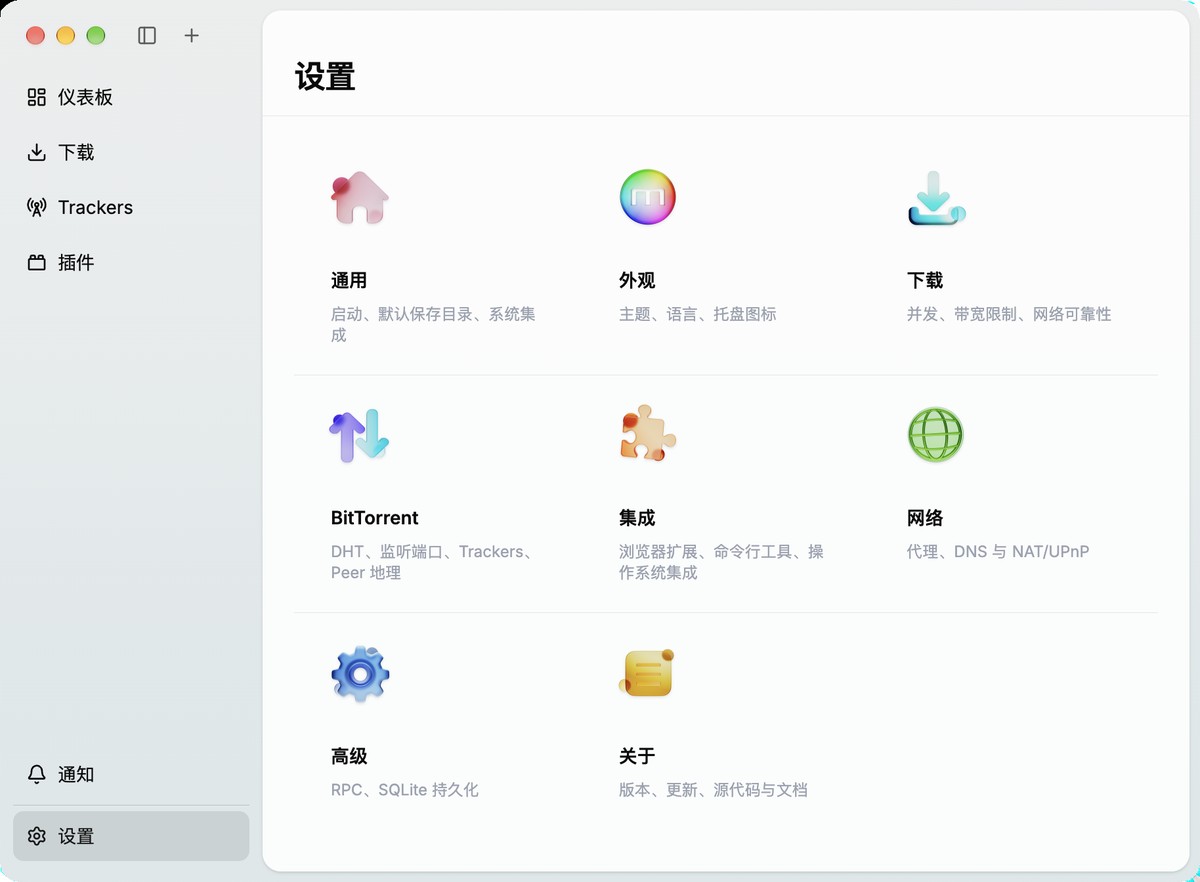 仪表板
下载
Trackers
插件
通知
设置
设置
通用
启动、默认保存目录、系统集
成
外观
主题、语言、托盘图标
下载
并发、带宽限制、网络可靠性
BitTorrent
DHT、监听端口、Trackers、
Peer 地理
集成
浏览器扩展、命令行工具、操
作系统集成
网络
代理、DNS 与 NAT/UPnP
高级
RPC、SQLite 持久化
关于
版本、更新、源代码与文档